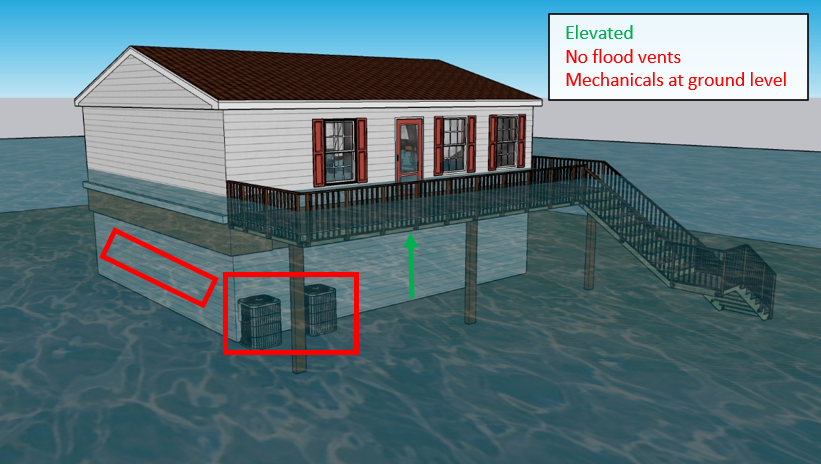 Elevated
No flood vents
Mechanicals at ground level